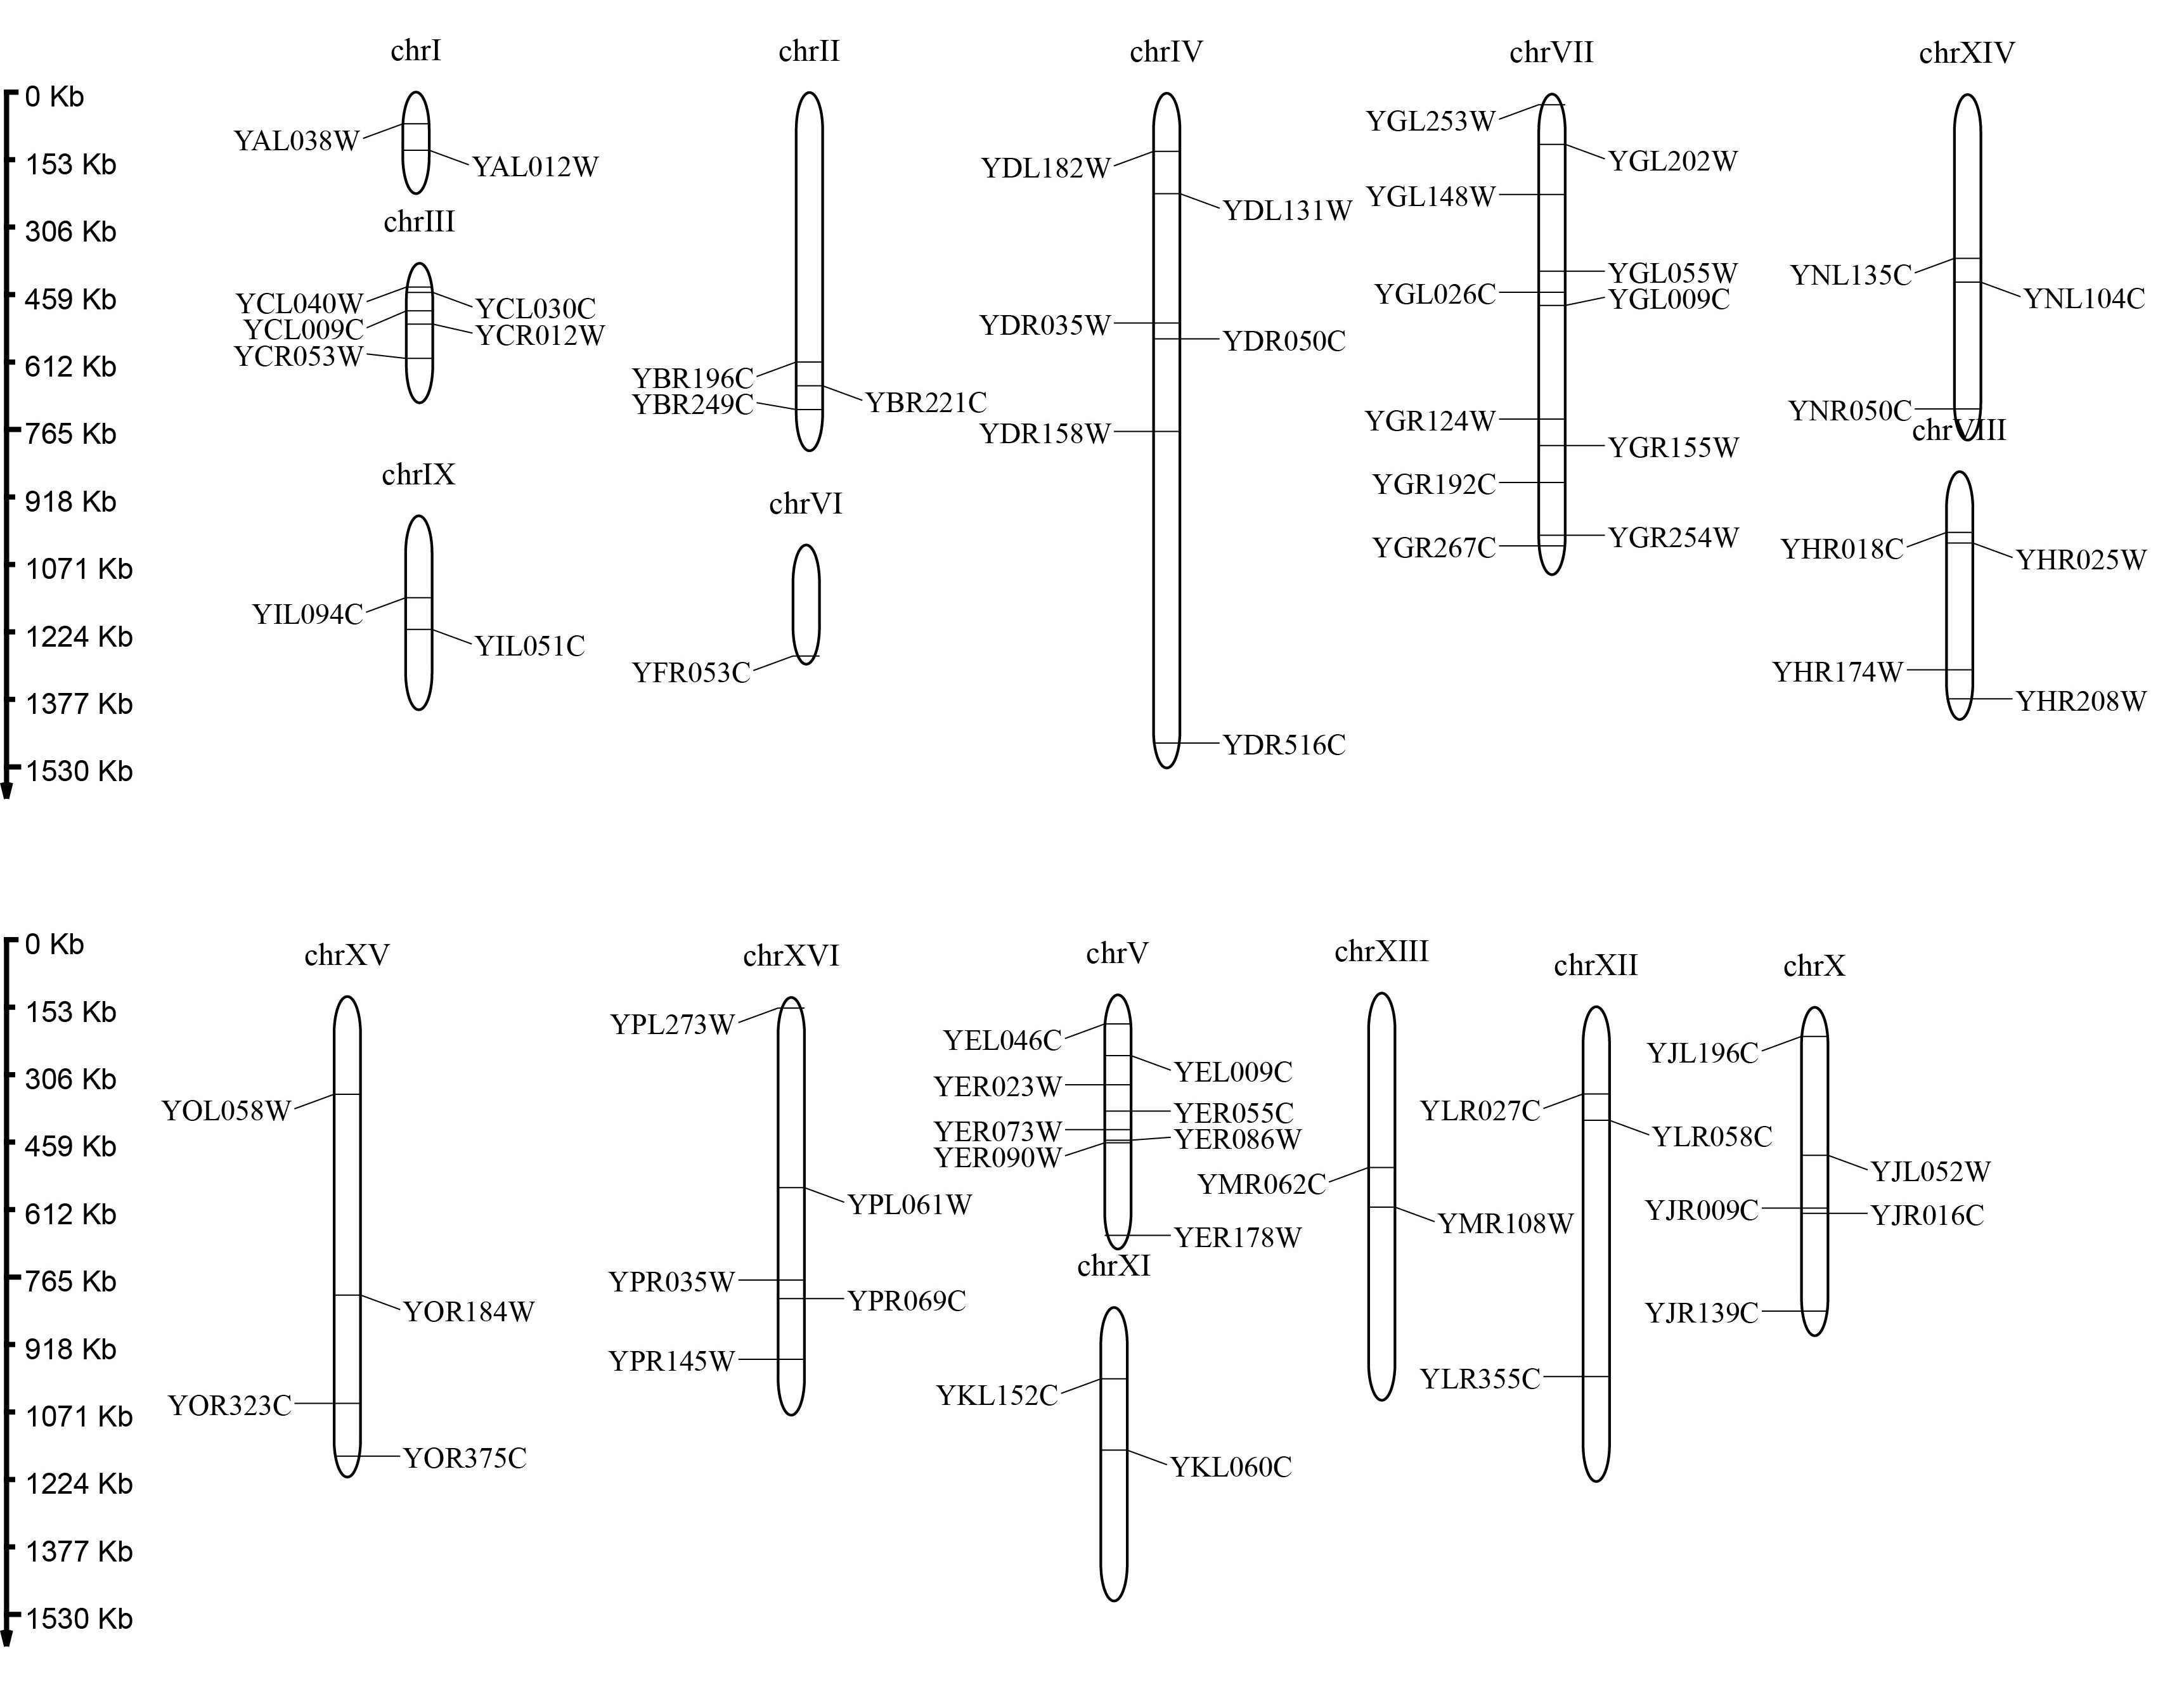 chrI
chrII
chrIV
chrVII
chrXIV
0 Kb
153 Kb
306 Kb
459 Kb
612 Kb
765 Kb
918 Kb
1071 Kb
1224 Kb
1377 Kb
1530 Kb
YAL038W
YAL012W
chrIII
YCL040W
YCL030C
YCL009C
YCR012W
YCR053W
chrIX
YIL094C
YIL051C
YBR196C
YBR221C
YBR249C
chrVI
YFR053C
YDL182W
YDL131W
YDR035W
YDR050C
YDR158W
YDR516C
YGL253W
YGL202W
YGL148W
YGL055W
YGL026C
YGL009C
YGR124W
YGR155W
YGR192C
YGR254W
YGR267C
YNL135C
YNL104C
YNR050C
chrVIII
YHR018C
YHR025W
YHR174W
YHR208W
0 Kb
153 Kb
306 Kb
459 Kb
612 Kb
765 Kb
918 Kb
1071 Kb
1224 Kb
1377 Kb
1530 Kb
chrXV
YOL058W
YOR184W
YOR323C
YOR375C
chrXVI
YPL273W
YPL061W
YPR035W
YPR069C
YPR145W
chrV
YEL046C
YEL009C
YER023W
YER055C
YER073W
YER086W
YER090W
YER178W
chrXI
YKL152C
YKL060C
chrXIII
YMR062C
YMR108W
chrXII
YLR027C
YLR058C
YLR355C
chrX
YJL196C
YJL052W
YJR009C
YJR016C
YJR139C